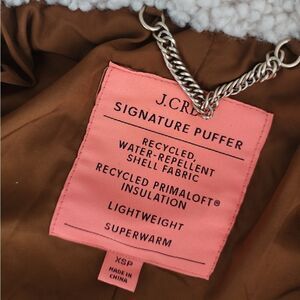 J.CRE
SIGNATURE PUFFER
RECYCLED,
WATER-REPELLENT
SHELL FABRIC
RECYCLED PRIMALOFT®
INSULATION
LIGHTWEIGHT
SUPERWARM
XSP
MADE IN
CHINA